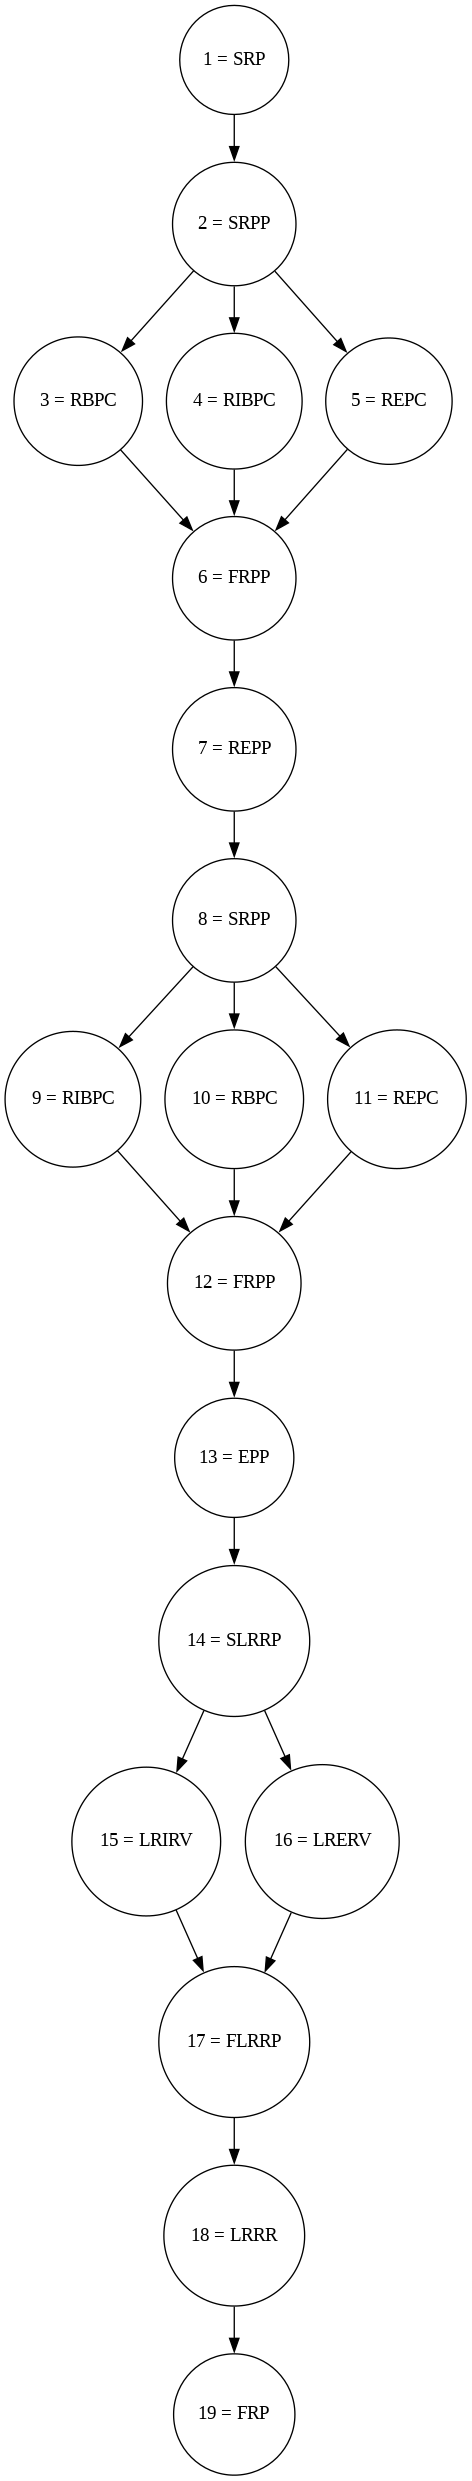 1 = SRP
2 = SRPP
3 = RBPC
4 = RIBPC
5 = REPC
6 = FRPP
7 = REPP
8 = SRPP
9 = RIBPC
10 = RBPC
11 = REPC
12 = FRPP
13 = EPP
14 = SLRRP
15 = LRIRV
16 = LRERV
17 = FLRRP
18 = LRRR
19 = FRP